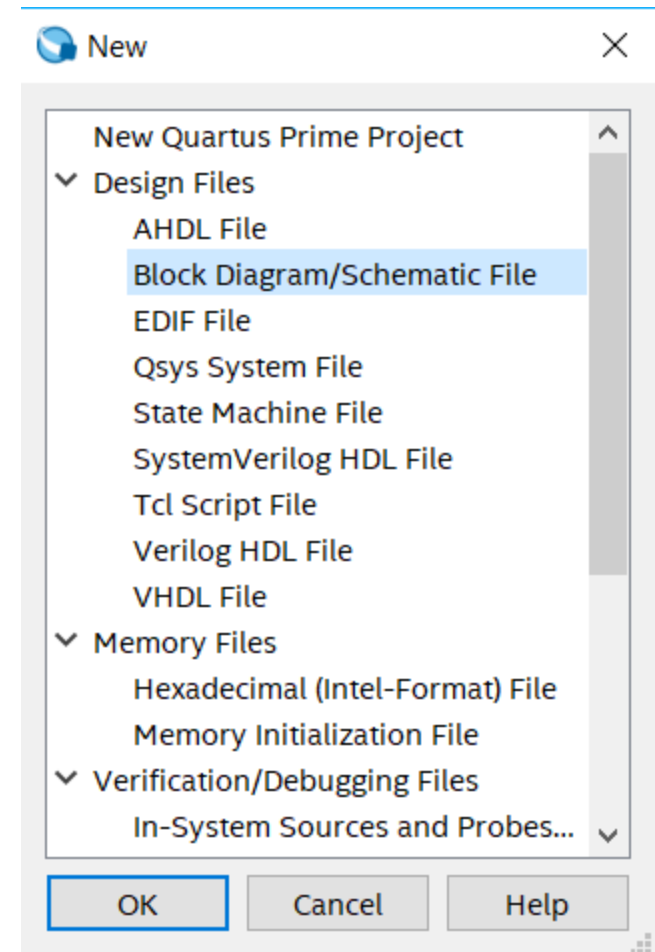 New
New Quartus Prime Project
Design Files
AHDL File
Block Diagram/Schematic File
EDIF File
Qsys System File
State Machine File
SystemVerilog HDL File
Tcl Script File
Verilog HDL File
VHDL File
Memory Files
Hexadecimal (Intel-Format) File
Memory Initialization File
Verification/Debugging Files
In-System Sources and Probes...
OK Cancel Help